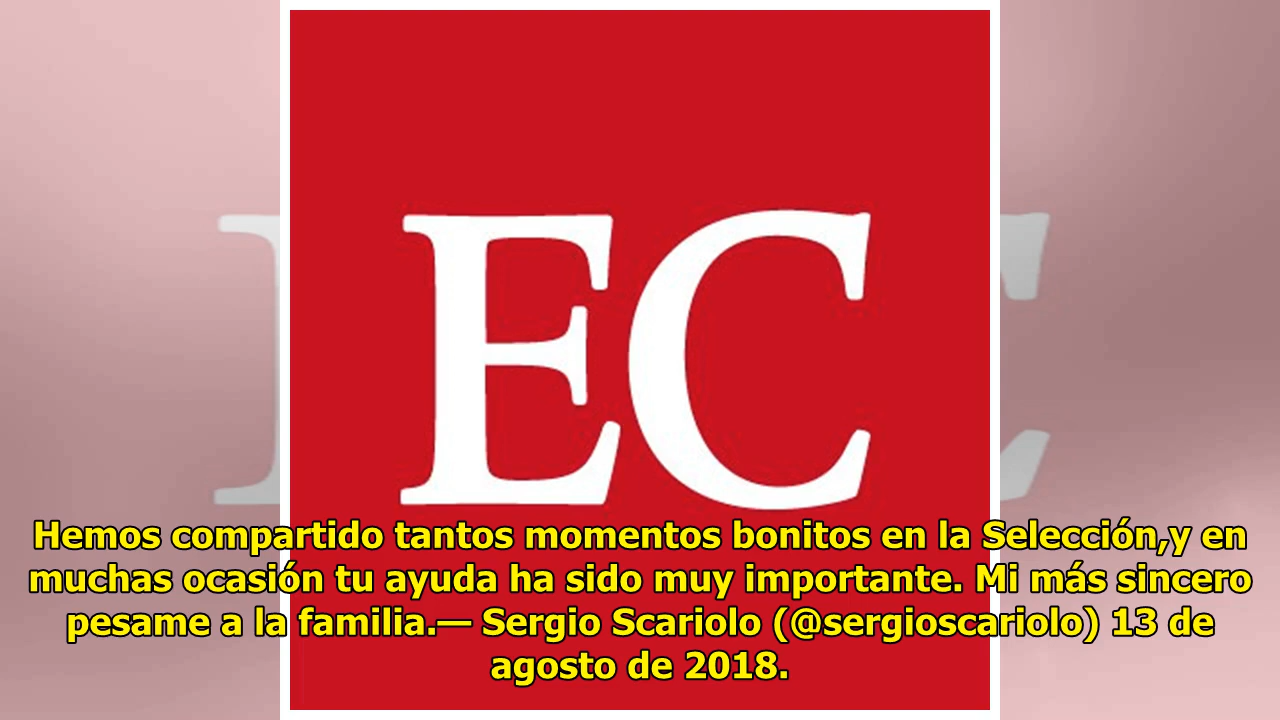 EC
Hemos compartido tantos momentos bonitos en la Selección,y en
muchas ocasión tu ayuda ha sido muy importante. Mi más sincero
pesame a la familia.— Sergio Scariolo (@sergioscariolo) 13 de
agosto de 2018.